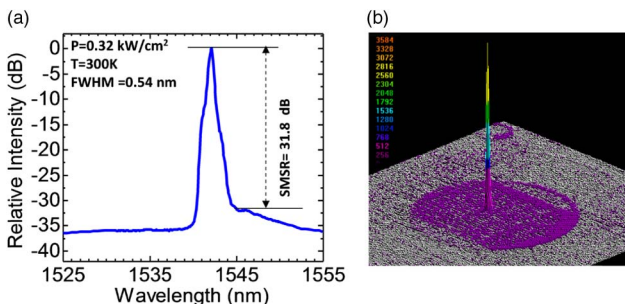 (a)
P=0.32 kW/cm²
T=300K
FWHM =0.54 nm
SMSR= 31.8 dB
Relative Intensity (dB)
0
-5
-10
-15
-20
-25
-30
-35
-40
1525 1535 1545 1555
Wavelength (nm)
(b)
3584
3328
3072
2816
2560
2304
2048
1792
1536
1280
1024
768
512
256